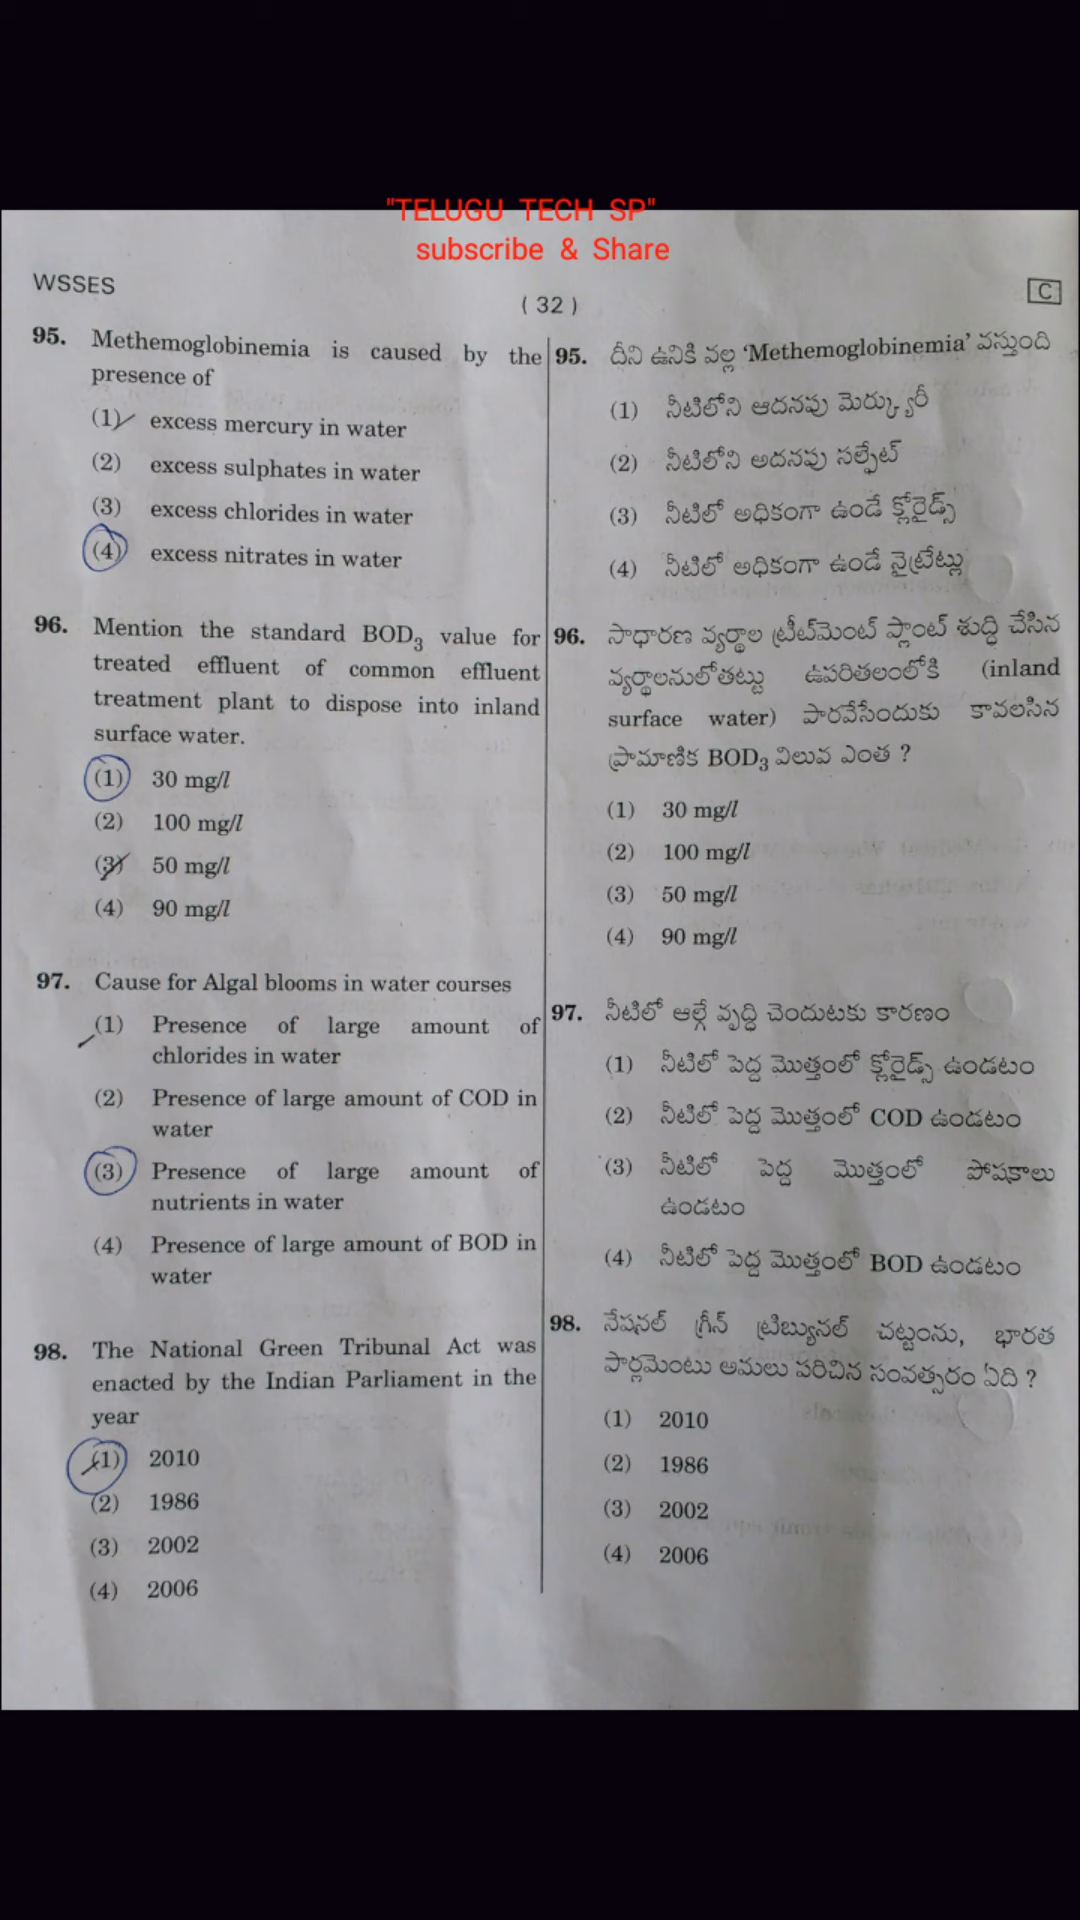 "TELUGU TECH SP"
subscribe & Share
WSSES
( 32 )
C
95. Methemoglobinemia is caused by the
presence of
(1) excess mercury in water
(2) excess sulphates in water
(3) excess chlorides in water
(4) excess nitrates in water
96. Mention the standard BOD₃ value for
treated effluent of common effluent
treatment plant to dispose into inland
surface water.
(1) 30 mg/l
(2) 100 mg/l
(3) 50 mg/l
(4) 90 mg/l
97. Cause for Algal blooms in water courses
(1) Presence of large amount of
chlorides in water
(2) Presence of large amount of COD in
water
(3) Presence of large amount of
nutrients in water
(4) Presence of large amount of BOD in
water
98. The National Green Tribunal Act was
enacted by the Indian Parliament in the
year
(1) 2010
(2) 1986
(3) 2002
(4) 2006
95. దీని ఉనికి వల్ల ‘Methemoglobinemia’ వస్తుంది
(1) నీటిలోని ఆదనపు మెర్క్యురీ
(2) నీటిలోని అదనపు సల్ఫేట్
(3) నీటిలో అధికంగా ఉండే క్లోరైడ్స్
(4) నీటిలో అధికంగా ఉండే నైట్రేట్లు
96. సాధారణ వ్యర్థాల ట్రీట్‌మెంట్ ప్లాంట్ శుద్ధి చేసిన
వ్యర్థాలనులోతట్టు ఉపరితలంలోకి (inland
surface water) పారవేసేందుకు కావలసిన
ప్రామాణిక BOD₃ విలువ ఎంత ?
(1) 30 mg/l
(2) 100 mg/l
(3) 50 mg/l
(4) 90 mg/l
97. నీటిలో ఆల్గే వృద్ధి చెందుటకు కారణం
(1) నీటిలో పెద్ద మొత్తంలో క్లోరైడ్స్ ఉండటం
(2) నీటిలో పెద్ద మొత్తంలో COD ఉండటం
(3) నీటిలో పెద్ద మొత్తంలో పోషకాలు
ఉండటం
(4) నీటిలో పెద్ద మొత్తంలో BOD ఉండటం
98. నేషనల్ గ్రీన్ ట్రిబ్యునల్ చట్టంను, భారత
పార్లమెంటు అమలు పరిచిన సంవత్సరం ఏది ?
(1) 2010
(2) 1986
(3) 2002
(4) 2006